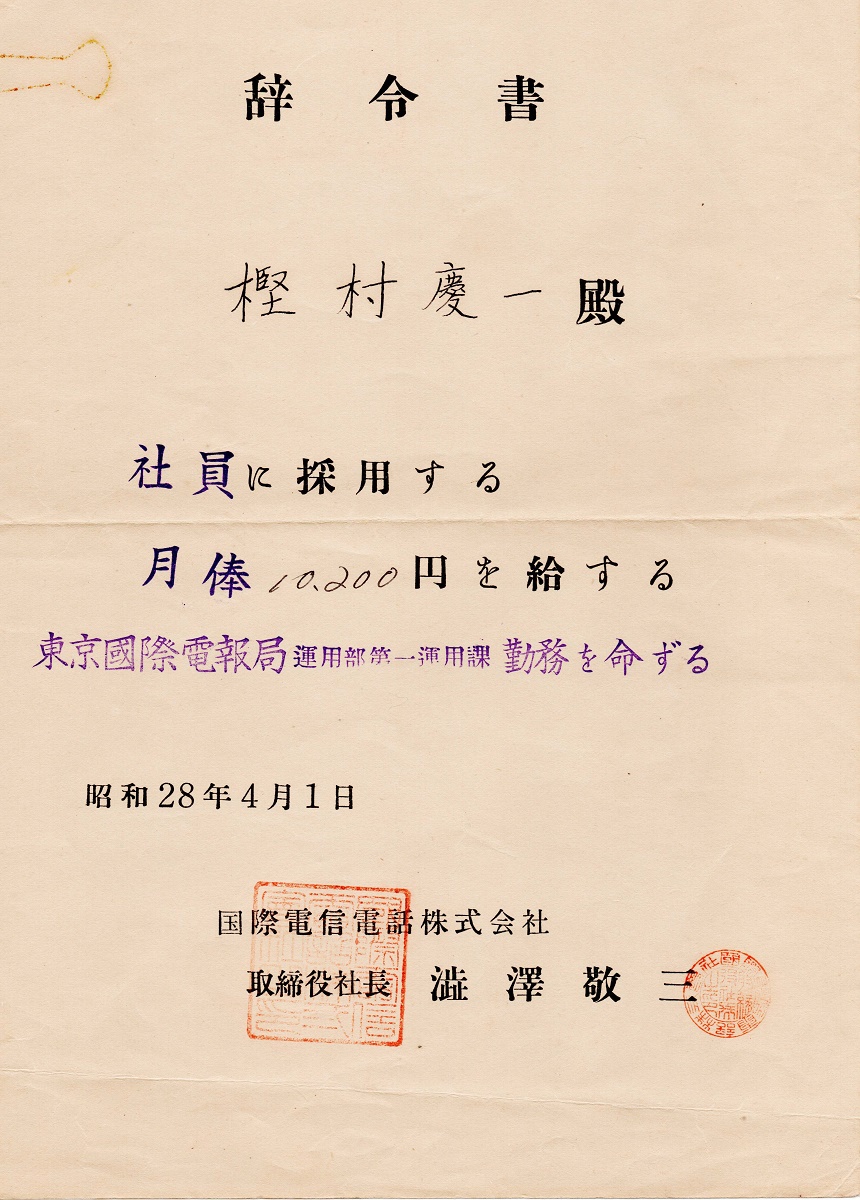 辞令書
樫村慶一殿
社員に採用する
月俸10.200円を給する
東京國際電報局運用部第一運用課勤務を命ずる
昭和28年4月1日
国際電信電話株式会社
取締役社長 澁澤敬三